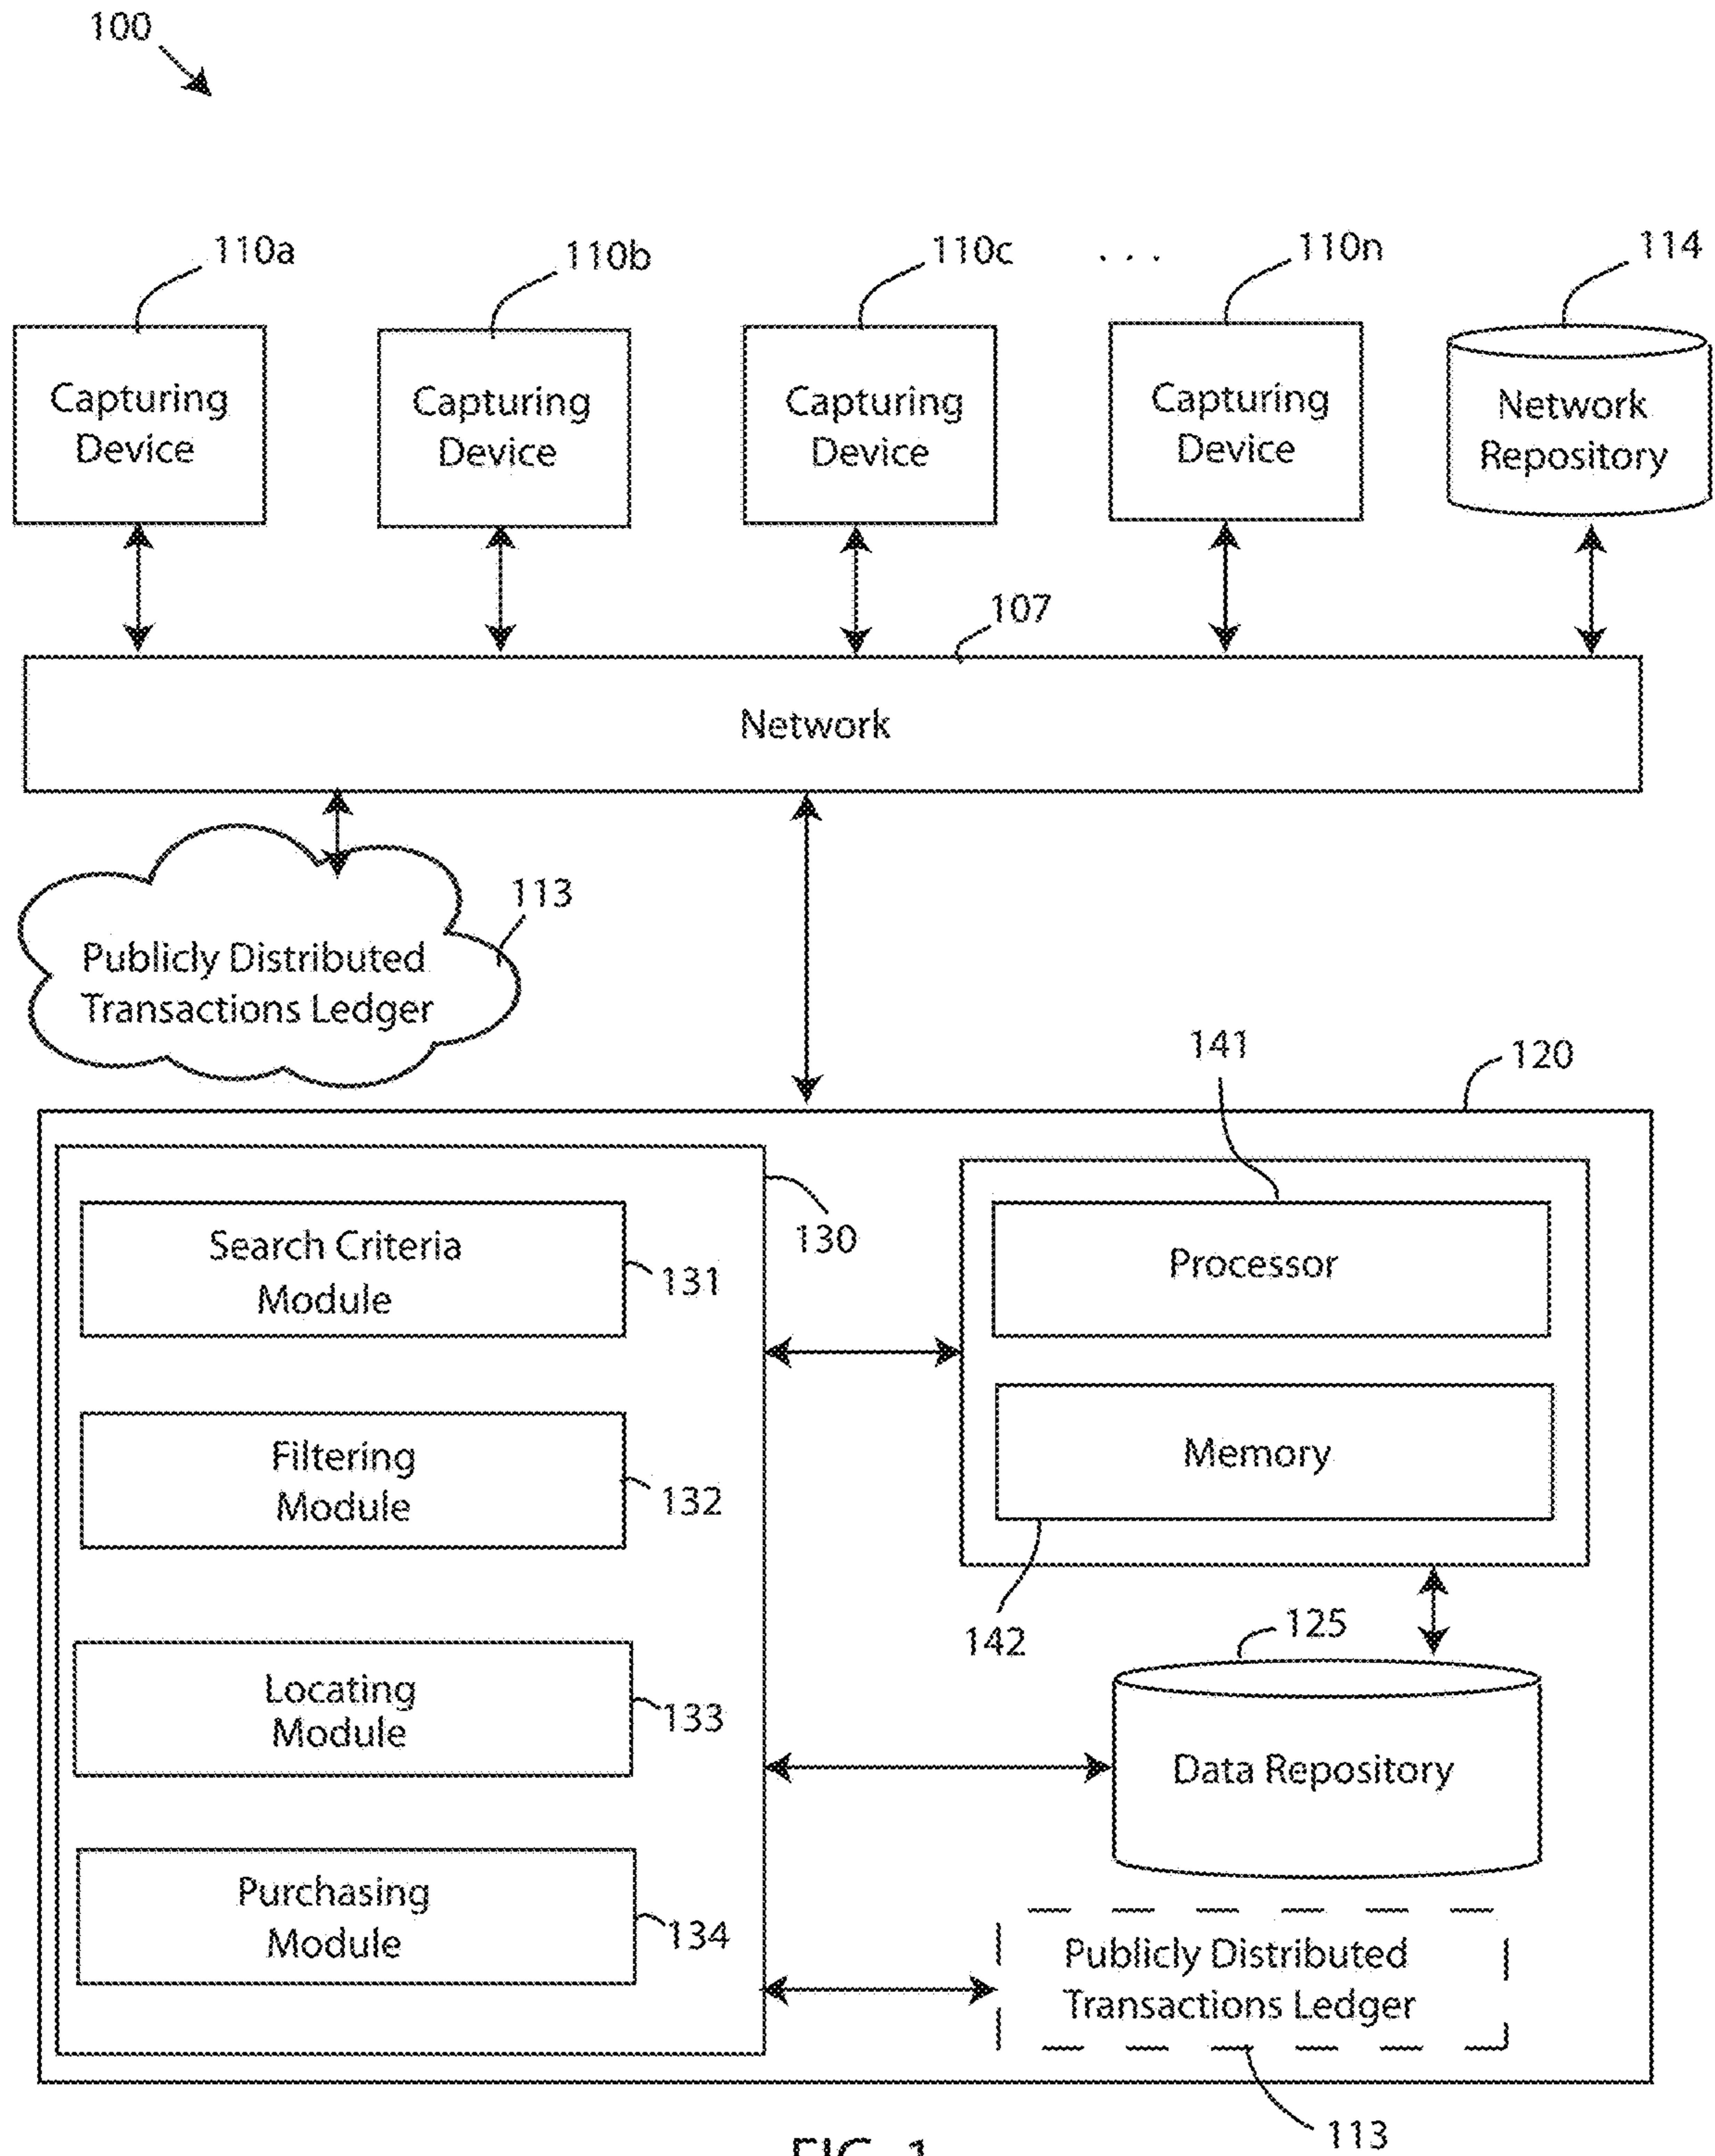 100
110a
110b
110c
. . .
110n
114
Capturing
Device
Capturing
Device
Capturing
Device
Capturing
Device
Network
Repository
107
Network
113
Publicly Distributed
Transactions Ledger
141
120
130
Search Criteria
Module
131
Processor
Filtering
Module
132
Memory
142
125
Locating
Module
133
Data Repository
Purchasing
Module
134
Publicly Distributed
Transactions Ledger
113
FIG. 1